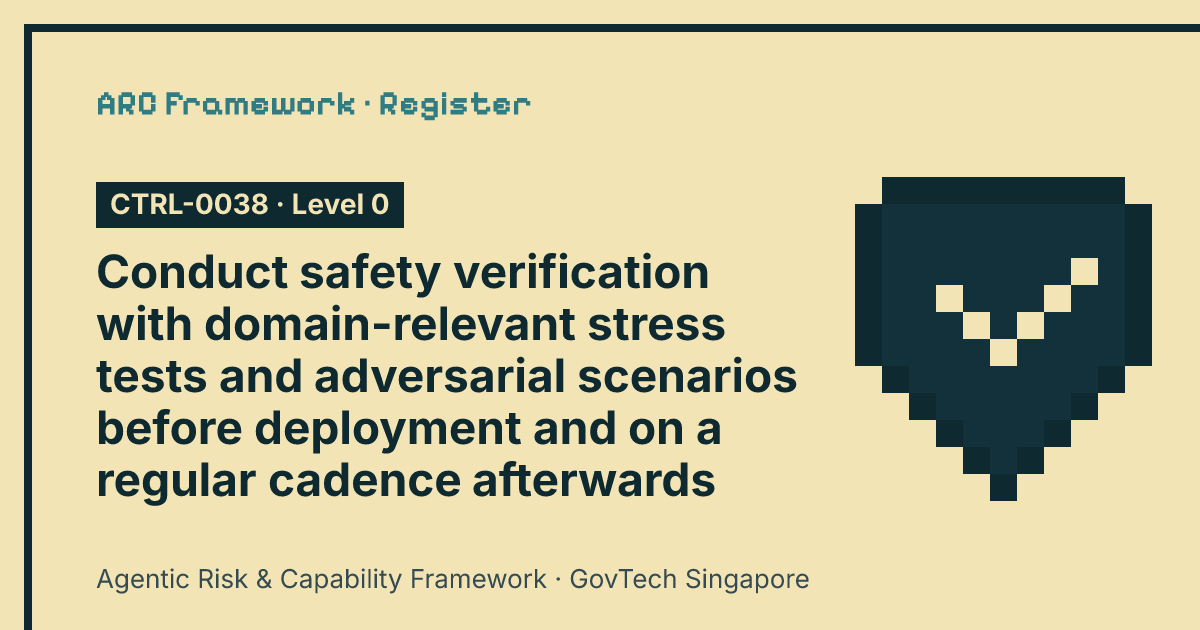 ARC Framework · Register
CTRL-0038 · Level 0
Conduct safety verification
with domain-relevant stress
tests and adversarial scenarios
before deployment and on a
regular cadence afterwards
Agentic Risk & Capability Framework · GovTech Singapore